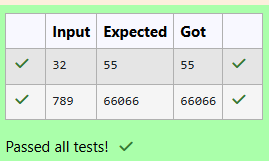 Input Expected Got
32 55 55
789 66066 66066
Passed all tests!